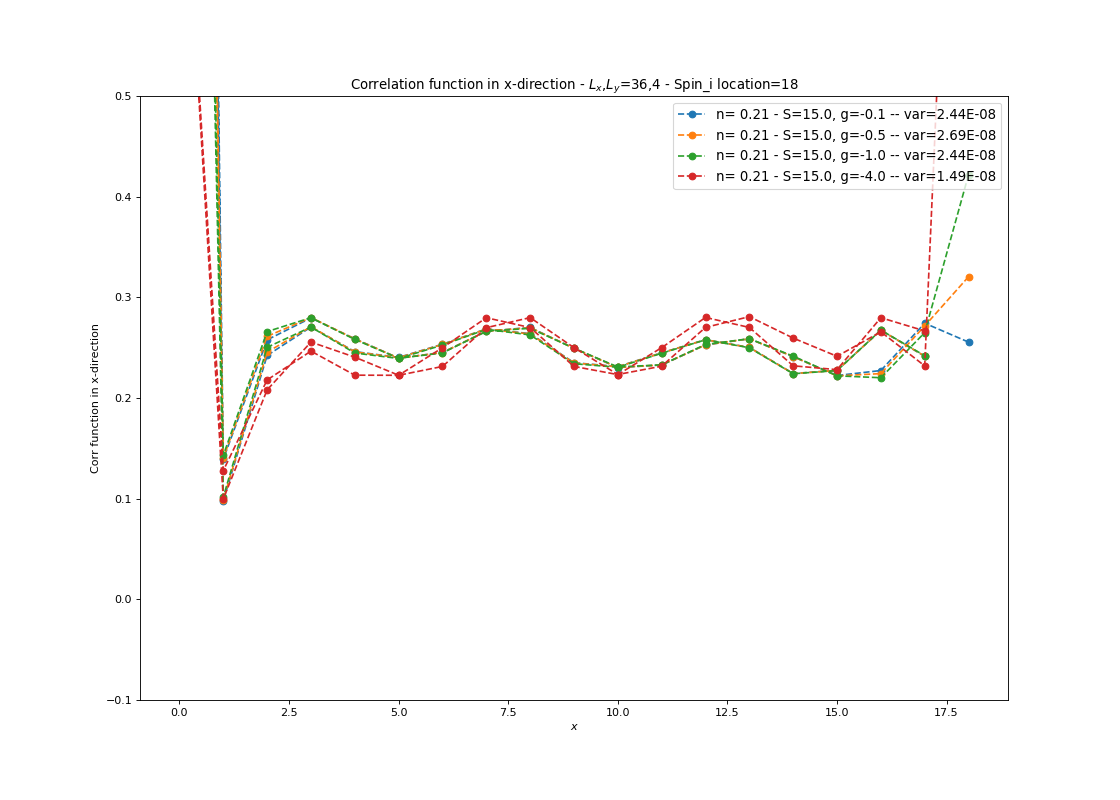 Correlation function in x-direction - Lx,Ly=36,4 - Spin_i location=18
0.5
n= 0.21 - S=15.0, g=-0.1 -- var=2.44E-08
n= 0.21 - S=15.0, g=-0.5 -- var=2.69E-08
n= 0.21 - S=15.0, g=-1.0 -- var=2.44E-08
n= 0.21 - S=15.0, g=-4.0 -- var=1.49E-08
0.4
0.3
0.2
0.1
0.0
−0.1
Corr function in x-direction
0.0 2.5 5.0 7.5 10.0 12.5 15.0 17.5
x